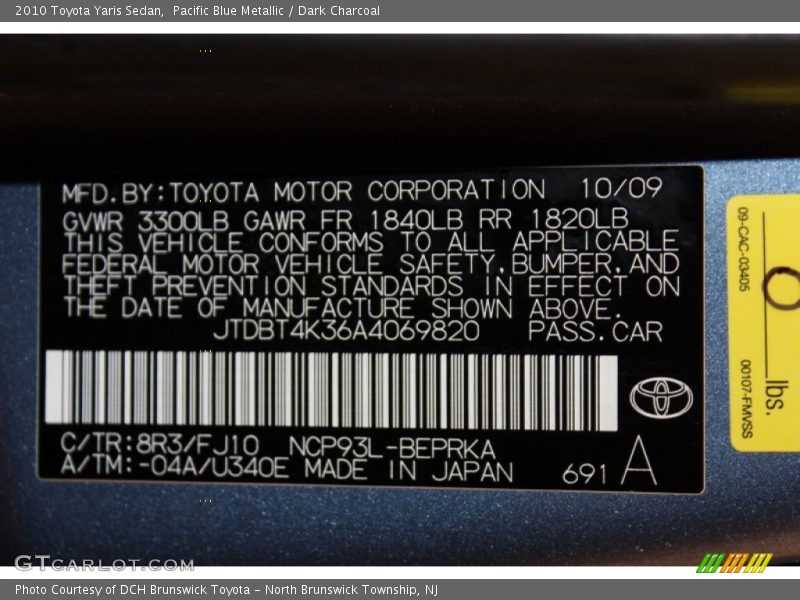 2010 Toyota Yaris Sedan,  Pacific Blue Metallic / Dark Charcoal
MFD.BY:TOYOTA MOTOR CORPORATION 10/09
GVWR 3300LB GAWR FR 1840LB RR 1820LB
THIS VEHICLE CONFORMS TO ALL APPLICABLE
FEDERAL MOTOR VEHICLE SAFETY,BUMPER,AND
THEFT PREVENTION STANDARDS IN EFFECT ON
THE DATE OF MANUFACTURE SHOWN ABOVE.
JTDBT4K36A4069820 PASS.CAR
C/TR:8R3/FJ10 NCP93L-BEPRKA
A/TM:-04A/U340E MADE IN JAPAN 691 A
09-CAC-03405
0 lbs.
00107-FMVSS
GTcarlot.com
Photo Courtesy of DCH Brunswick Toyota - North Brunswick Township, NJ